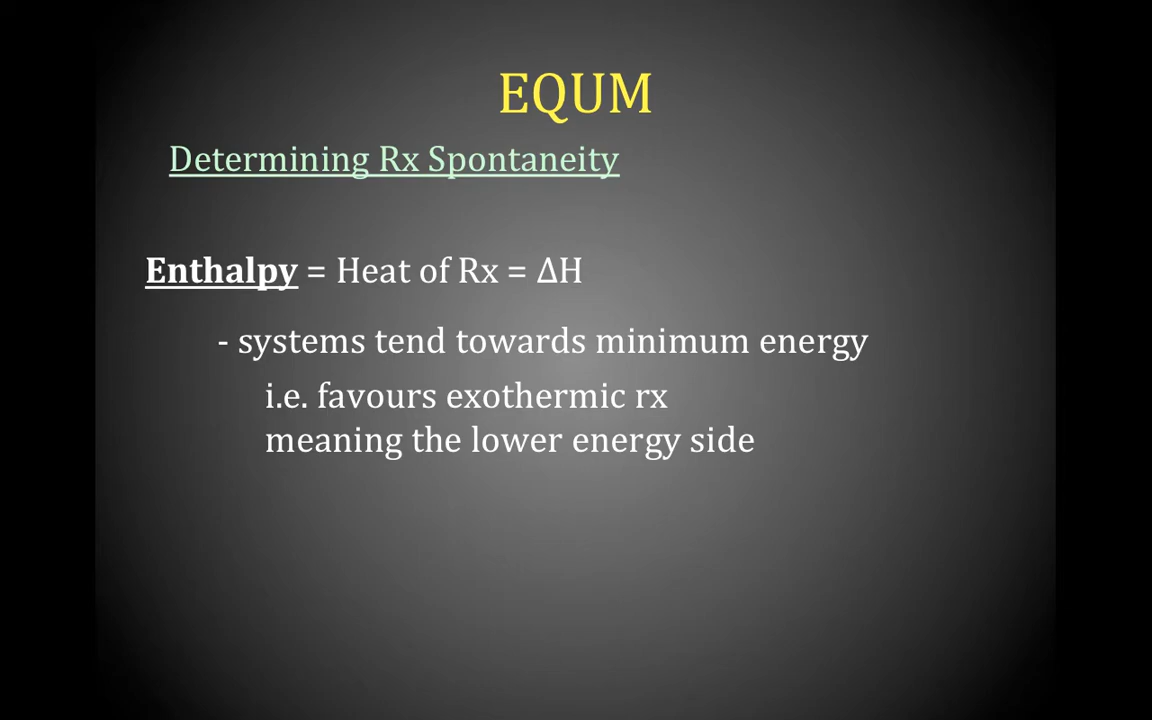 EQUM
Determining Rx Spontaneity
Enthalpy = Heat of Rx = ΔH
- systems tend towards minimum energy
i.e. favours exothermic rx
meaning the lower energy side